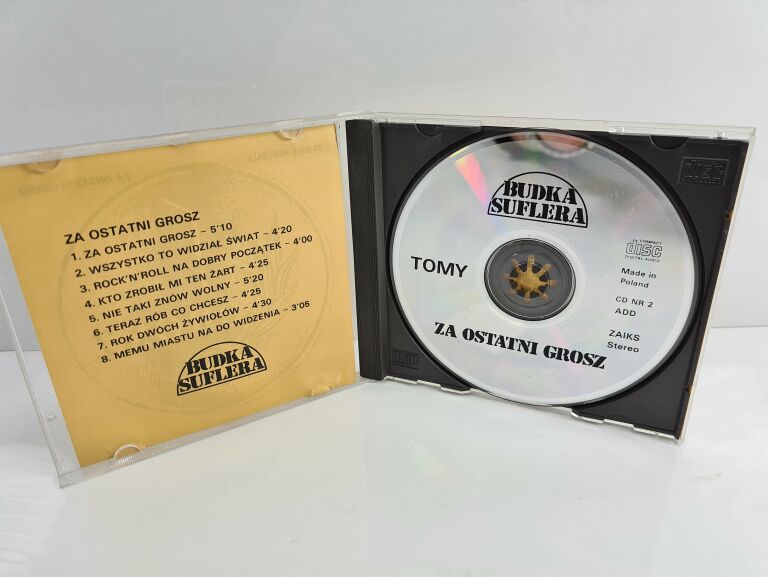 ZA OSTATNI GROSZ
1. ZA OSTATNI GROSZ – 5'10
2. WSZYSTKO TO WIDZIAŁ ŚWIAT – 4'20
3. ROCK'N'ROLL NA DOBRY POCZĄTEK – 4'00
4. KTO ZROBIŁ MI TEN ŻART – 4'25
5. NIE TAKI ZNÓW WOLNY – 5'20
6. TERAZ RÓB CO CHCESZ – 4'25
7. ROK DWÓCH ŻYWIOŁÓW – 4'30
8. MEMU MIASTU NA DO WIDZENIA – 3'05
BUDKA
SUFLERA
BUDKA
SUFLERA
TOMY
COMPACT
disc
DIGITAL AUDIO
Made in
Poland
CD NR 2
ADD
ZAIKS
Stereo
ZA OSTATNI GROSZ
disc